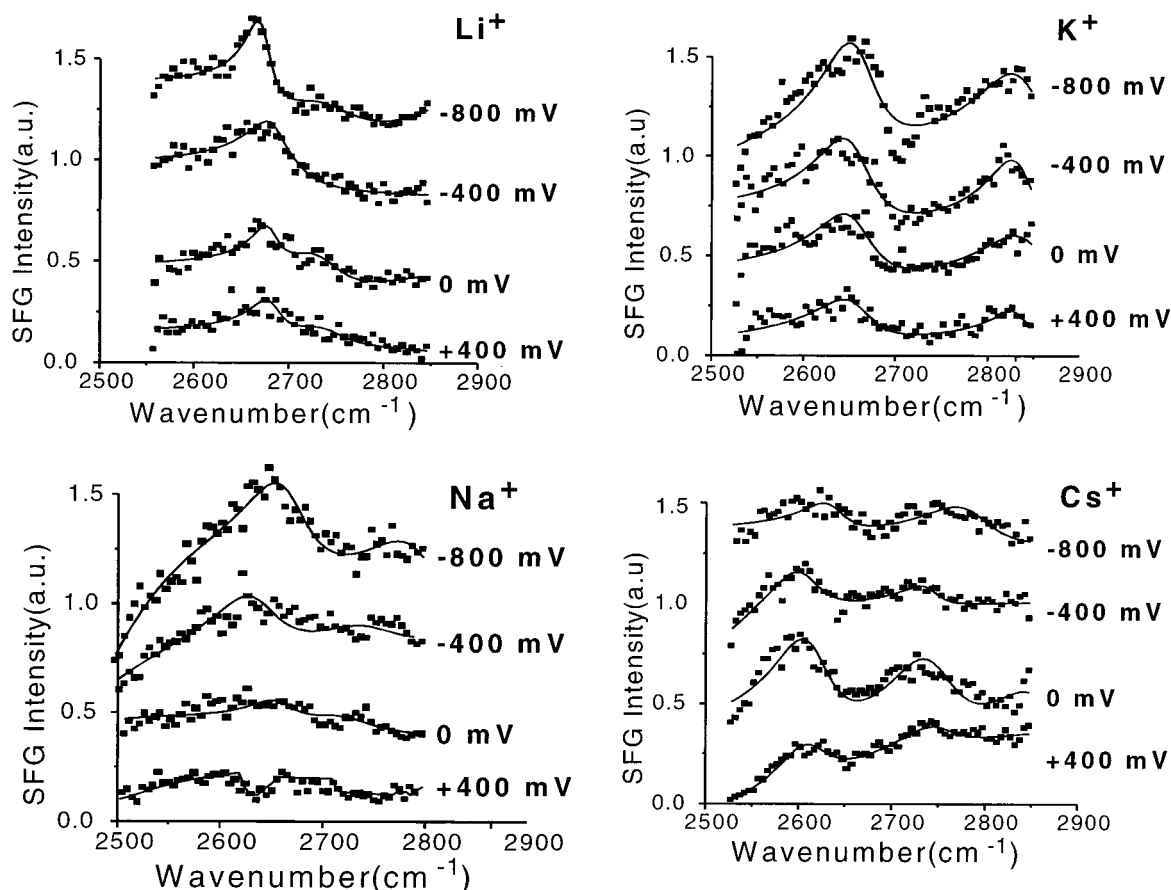 Li+
1.5
1.0
0.5
0.0
SFG Intensity(a.u.)
-800 mV
-400 mV
0 mV
+400 mV
2500 2600 2700 2800 2900
Wavenumber(cm -1)
K+
1.5
1.0
0.5
0.0
SFG Intensity(a.u)
-800 mV
-400 mV
0 mV
+400 mV
2500 2600 2700 2800 2900
Wavenumber(cm -1)
Na+
1.5
1.0
0.5
0.0
SFG Intensity(a.u.)
-800 mV
-400 mV
0 mV
+400 mV
2500 2600 2700 2800 2900
Wavenumber(cm -1)
Cs+
1.5
1.0
0.5
0.0
SFG Intensity(a.u)
-800 mV
-400 mV
0 mV
+400 mV
2500 2600 2700 2800 2900
Wavenumber(cm -1)